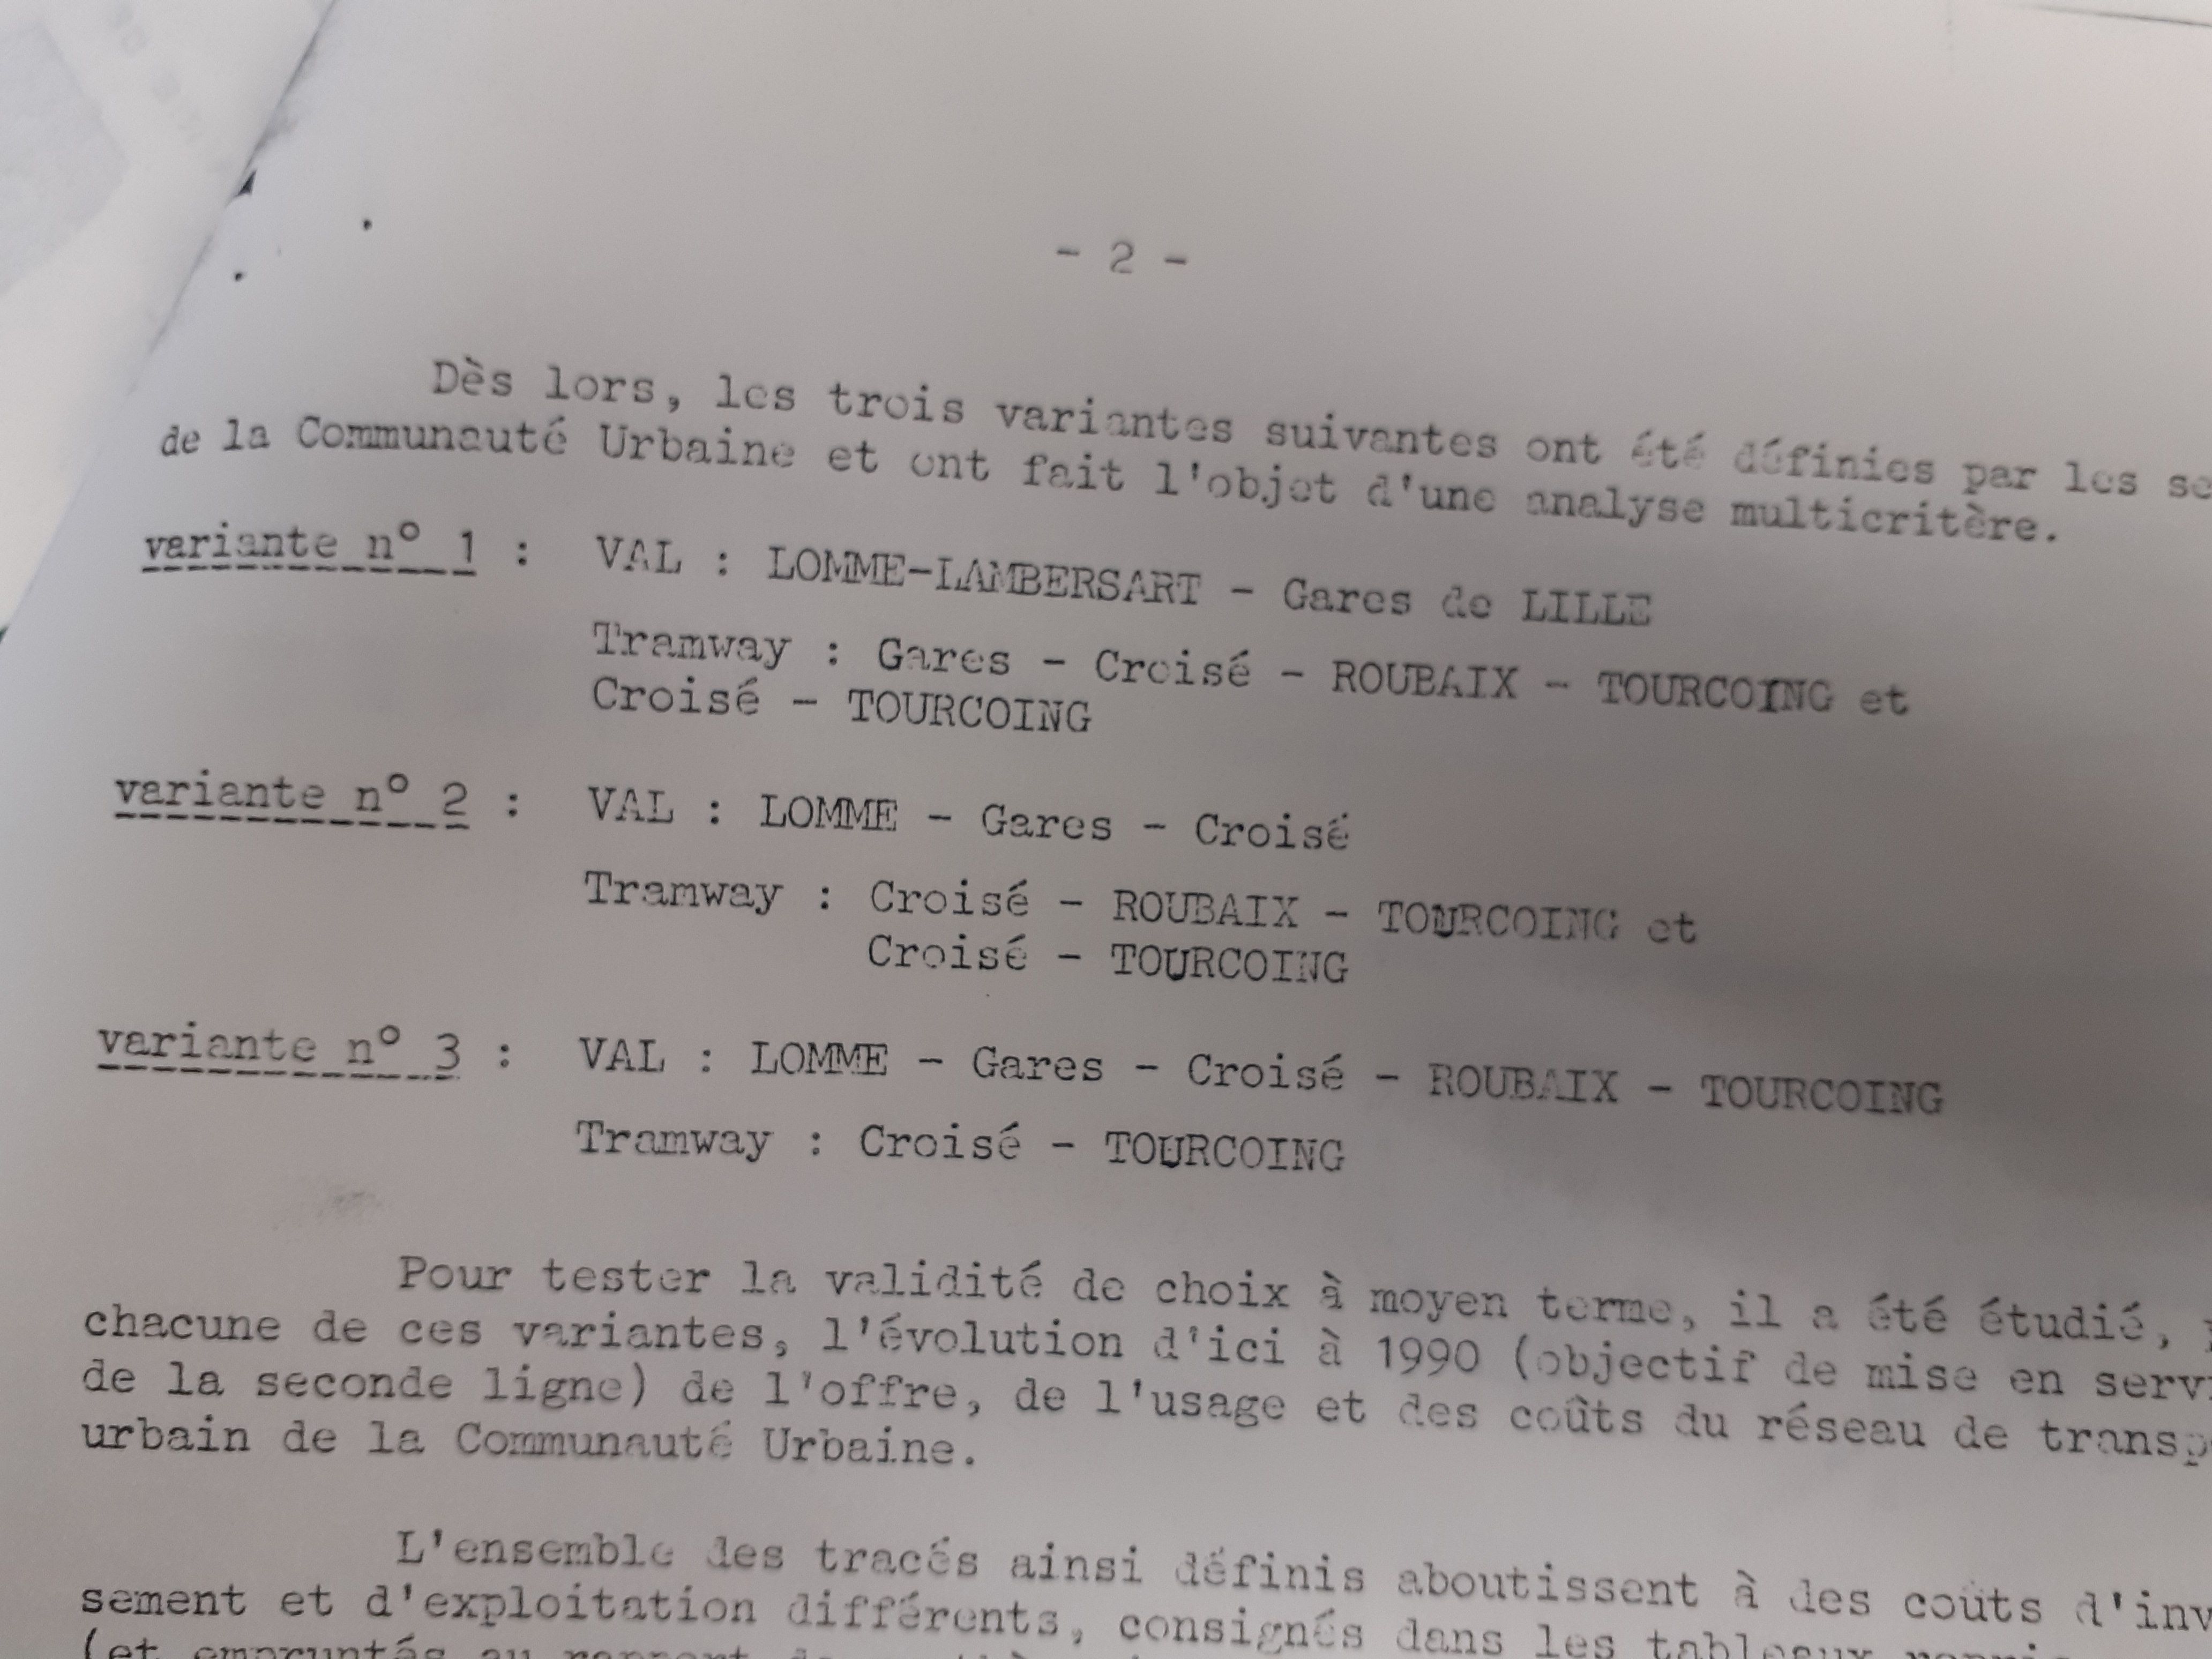 - 2 -
Dès lors, les trois variantes suivantes ont été définies par les se
de la Communauté Urbaine et ont fait l'objet d'une analyse multicritère.
variante n° 1 : VAL : LOMME-LAMBERSART - Gares de LILLE
Tramway : Gares - Croisé - ROUBAIX - TOURCOING et
Croisé - TOURCOING
variante n° 2 : VAL : LOMME - Gares - Croisé
Tramway : Croisé - ROUBAIX - TOURCOING et
Croisé - TOURCOING
variante n° 3 : VAL : LOMME - Gares - Croisé - ROUBAIX - TOURCOING
Tramway : Croisé - TOURCOING
Pour tester la validité de choix à moyen terme, il a été étudié,
chacune de ces variantes, l'évolution d'ici à 1990 (objectif de mise en serv
de la seconde ligne) de l'offre, de l'usage et des coûts du réseau de transp
urbain de la Communauté Urbaine.
L'ensemble des tracés ainsi définis aboutissent à des coûts d'inv
sement et d'exploitation différents, consignés dans les tableaux
(et empruntés au rapport